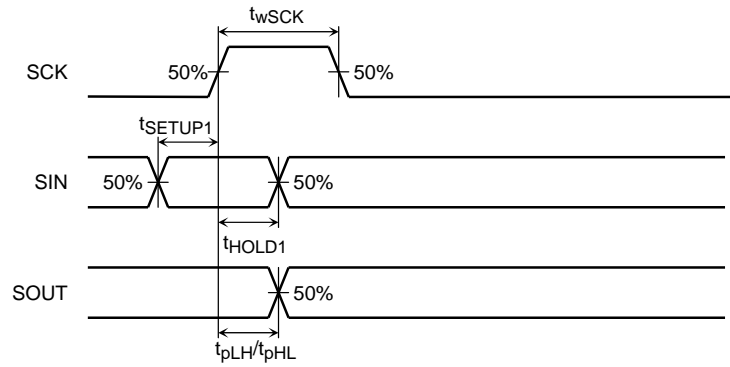 twSCK
SCK
50%
50%
tSETUP1
SIN
50%
50%
tHOLD1
SOUT
50%
tpLH/tpHL